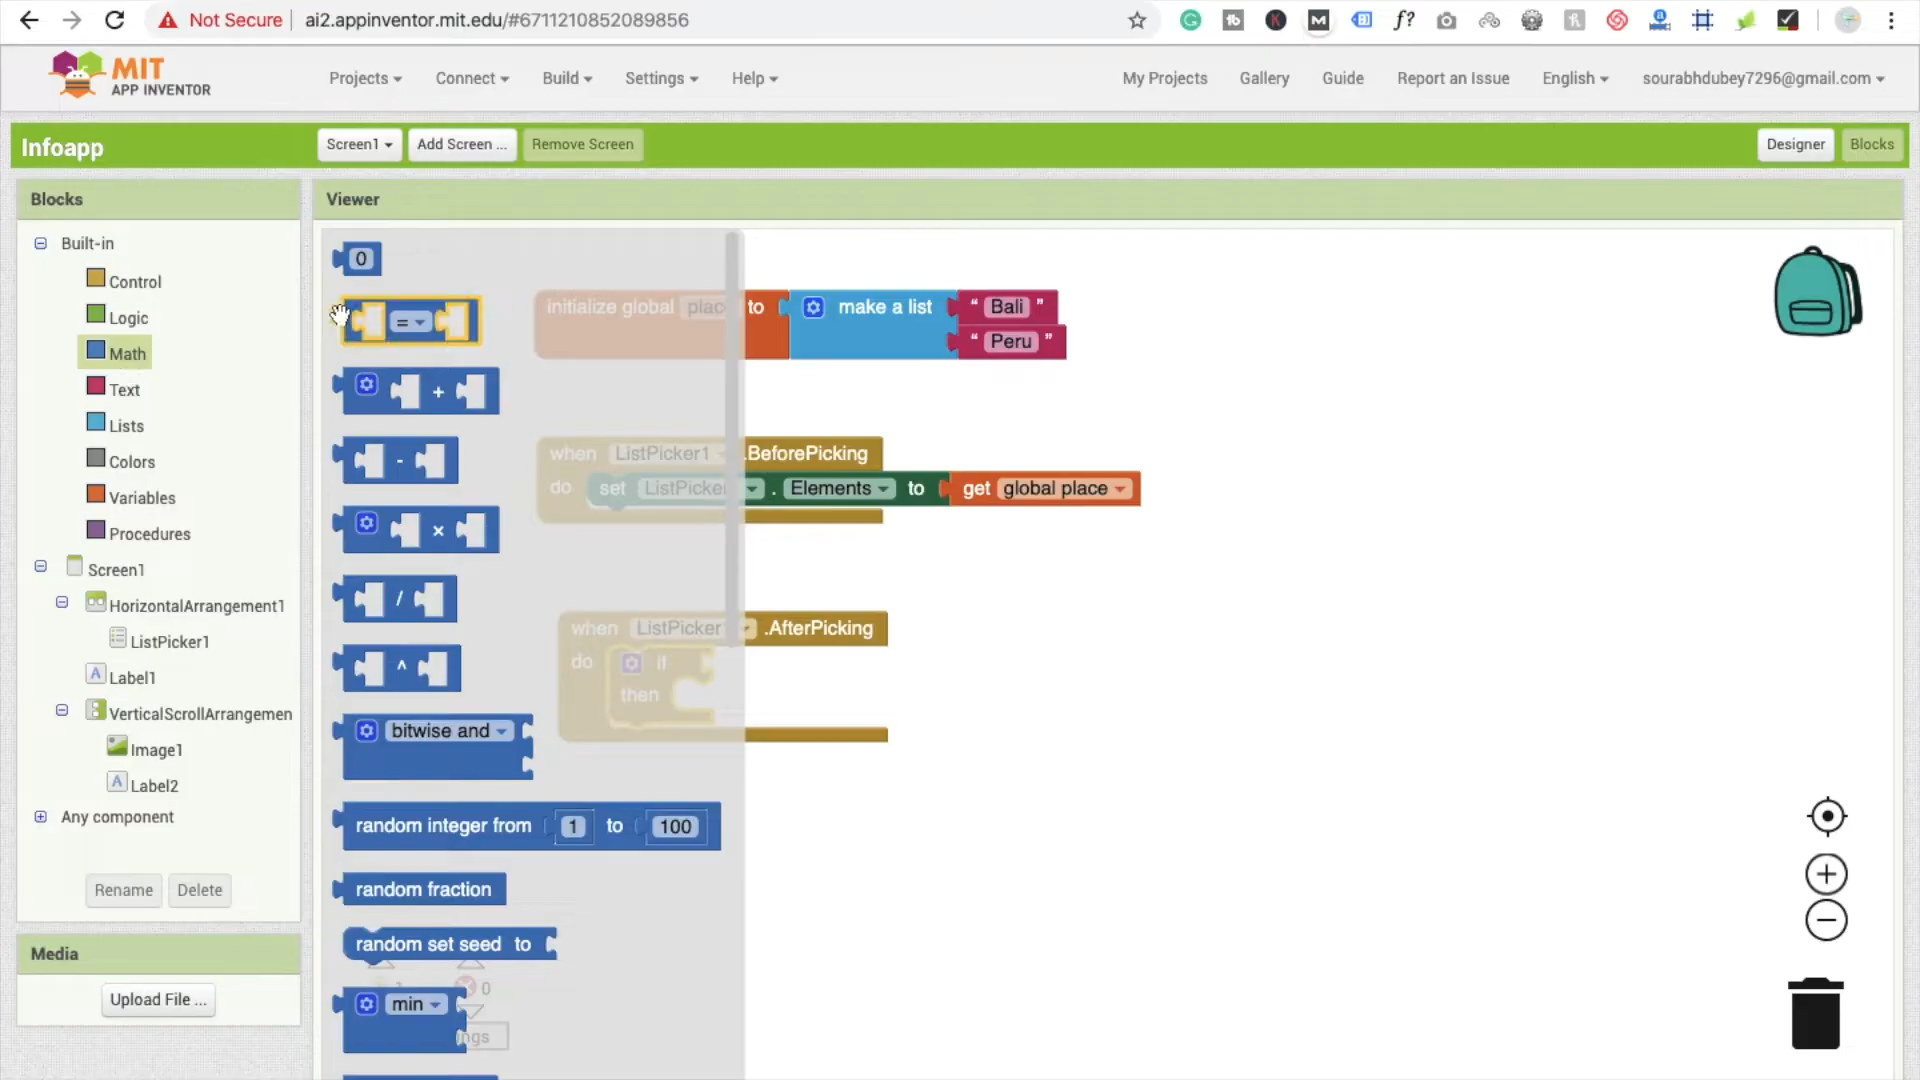 Not Secure ai2.appinventor.mit.edu/#6711210852089856
MIT
APP INVENTOR
Projects Connect Build Settings Help My Projects Gallery Guide Report an Issue English sourabhdubey7296@gmail.com
Infoapp Screen1 Add Screen ... Remove Screen Designer Blocks
Blocks
Viewer
Built-in
Control
Logic
Math
Text
Lists
Colors
Variables
Procedures
Screen1
HorizontalArrangement1
ListPicker1
Label1
VerticalScrollArrangemen
Image1
Label2
Any component
Rename Delete
Media
Upload File ...
0
=
+
-
×
/
^
bitwise and
random integer from 1 to 100
random fraction
random set seed to
0
min
initialize global place to make a list " Bali "
" Peru "
when ListPicker1 .BeforePicking
do set ListPicker . Elements to get global place
when ListPicker .AfterPicking
do if
then